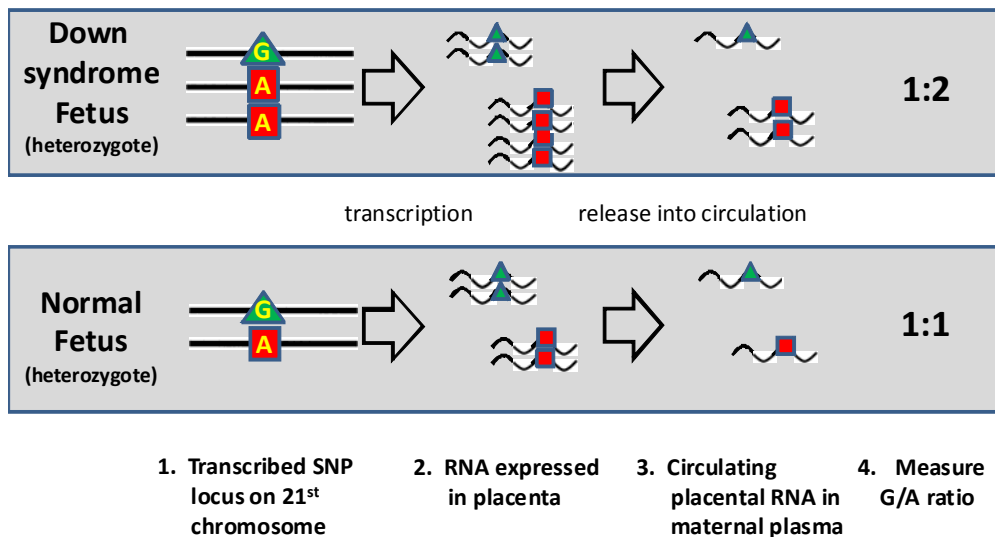 Down
syndrome
Fetus
(heterozygote)
G
A
A
1:2
transcription
release into circulation
Normal
Fetus
(heterozygote)
G
A
1:1
1. Transcribed SNP
locus on 21st
chromosome
2. RNA expressed
in placenta
3. Circulating
placental RNA in
maternal plasma
4. Measure
G/A ratio